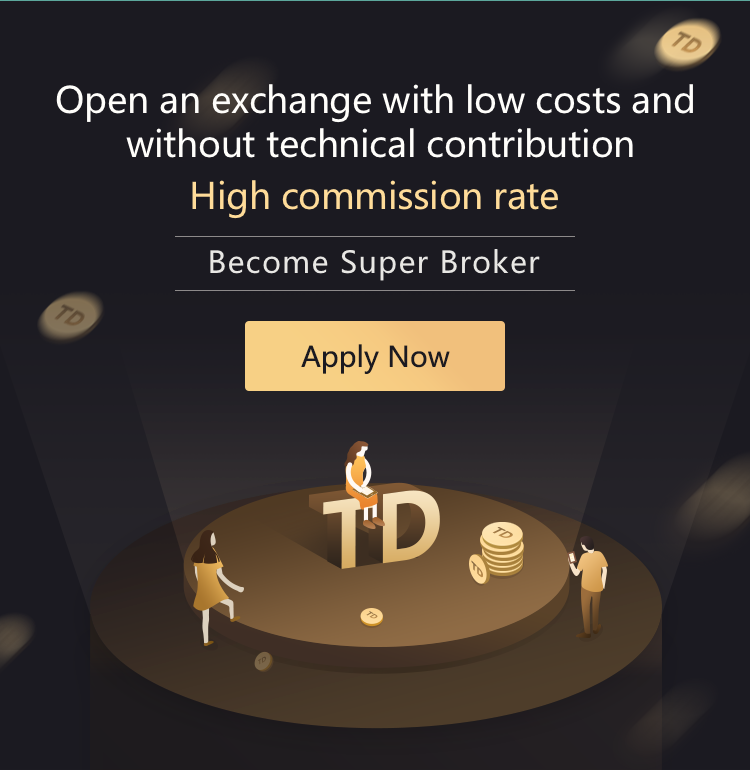 TD
Open an exchange with low costs and
without technical contribution
High commission rate
Become Super Broker
TD
Apply Now
TD
TD
TD
TD
TD